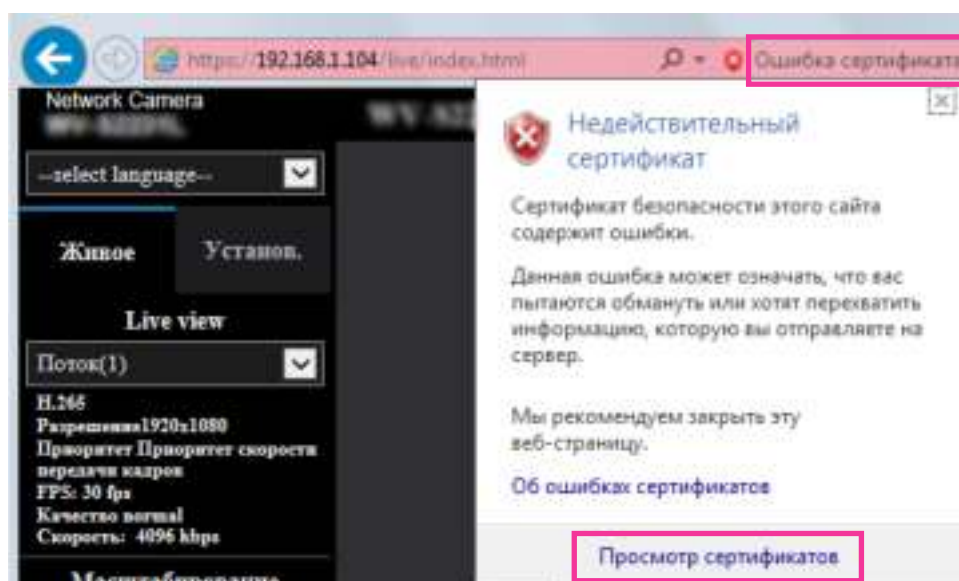 https://192.168.1.104/live/index.html
Ошибка сертификата
Network Camera
--select language--
Живое Установ.
Live view
Поток(1)
H.265
Разрешение1920x1080
Приоритет Приоритет скорости
передачи кадров
FPS: 30 fps
Качество normal
Скорость: 4096 kbps
Масштабирование
Недействительный
сертификат
Сертификат безопасности этого сайта
содержит ошибки.
Данная ошибка может означать, что вас
пытаются обмануть или хотят перехватить
информацию, которую вы отправляете на
сервер.
Мы рекомендуем закрыть эту
веб-страницу.
Об ошибках сертификатов
Просмотр сертификатов